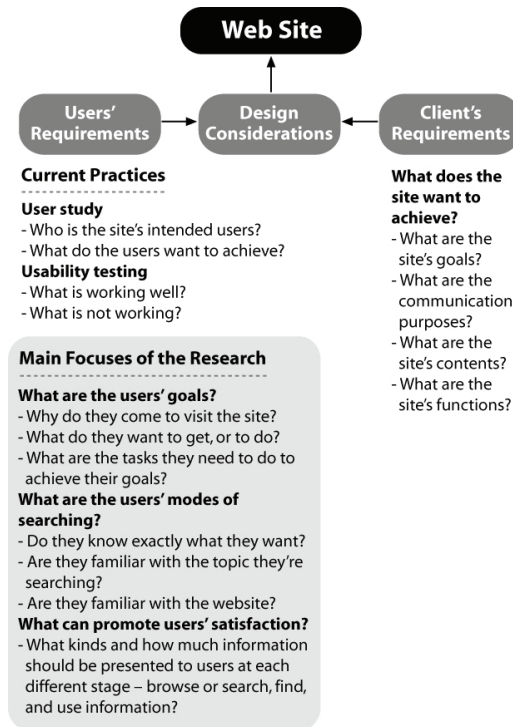 Web Site
Users'
Requirements
Design
Considerations
Client's
Requirements
Current Practices
User study
- Who is the site's intended users?
- What do the users want to achieve?
Usability testing
- What is working well?
- What is not working?
Main Focuses of the Research
What are the users' goals?
- Why do they come to visit the site?
- What do they want to get, or to do?
- What are the tasks they need to do to
achieve their goals?
What are the users' modes of
searching?
- Do they know exactly what they want?
- Are they familiar with the topic they're
searching?
- Are they familiar with the website?
What can promote users' satisfaction?
- What kinds and how much information
should be presented to users at each
different stage – browse or search, find,
and use information?
What does the
site want to
achieve?
- What are the
site's goals?
- What are the
communication
purposes?
- What are the
site's contents?
- What are the
site's functions?